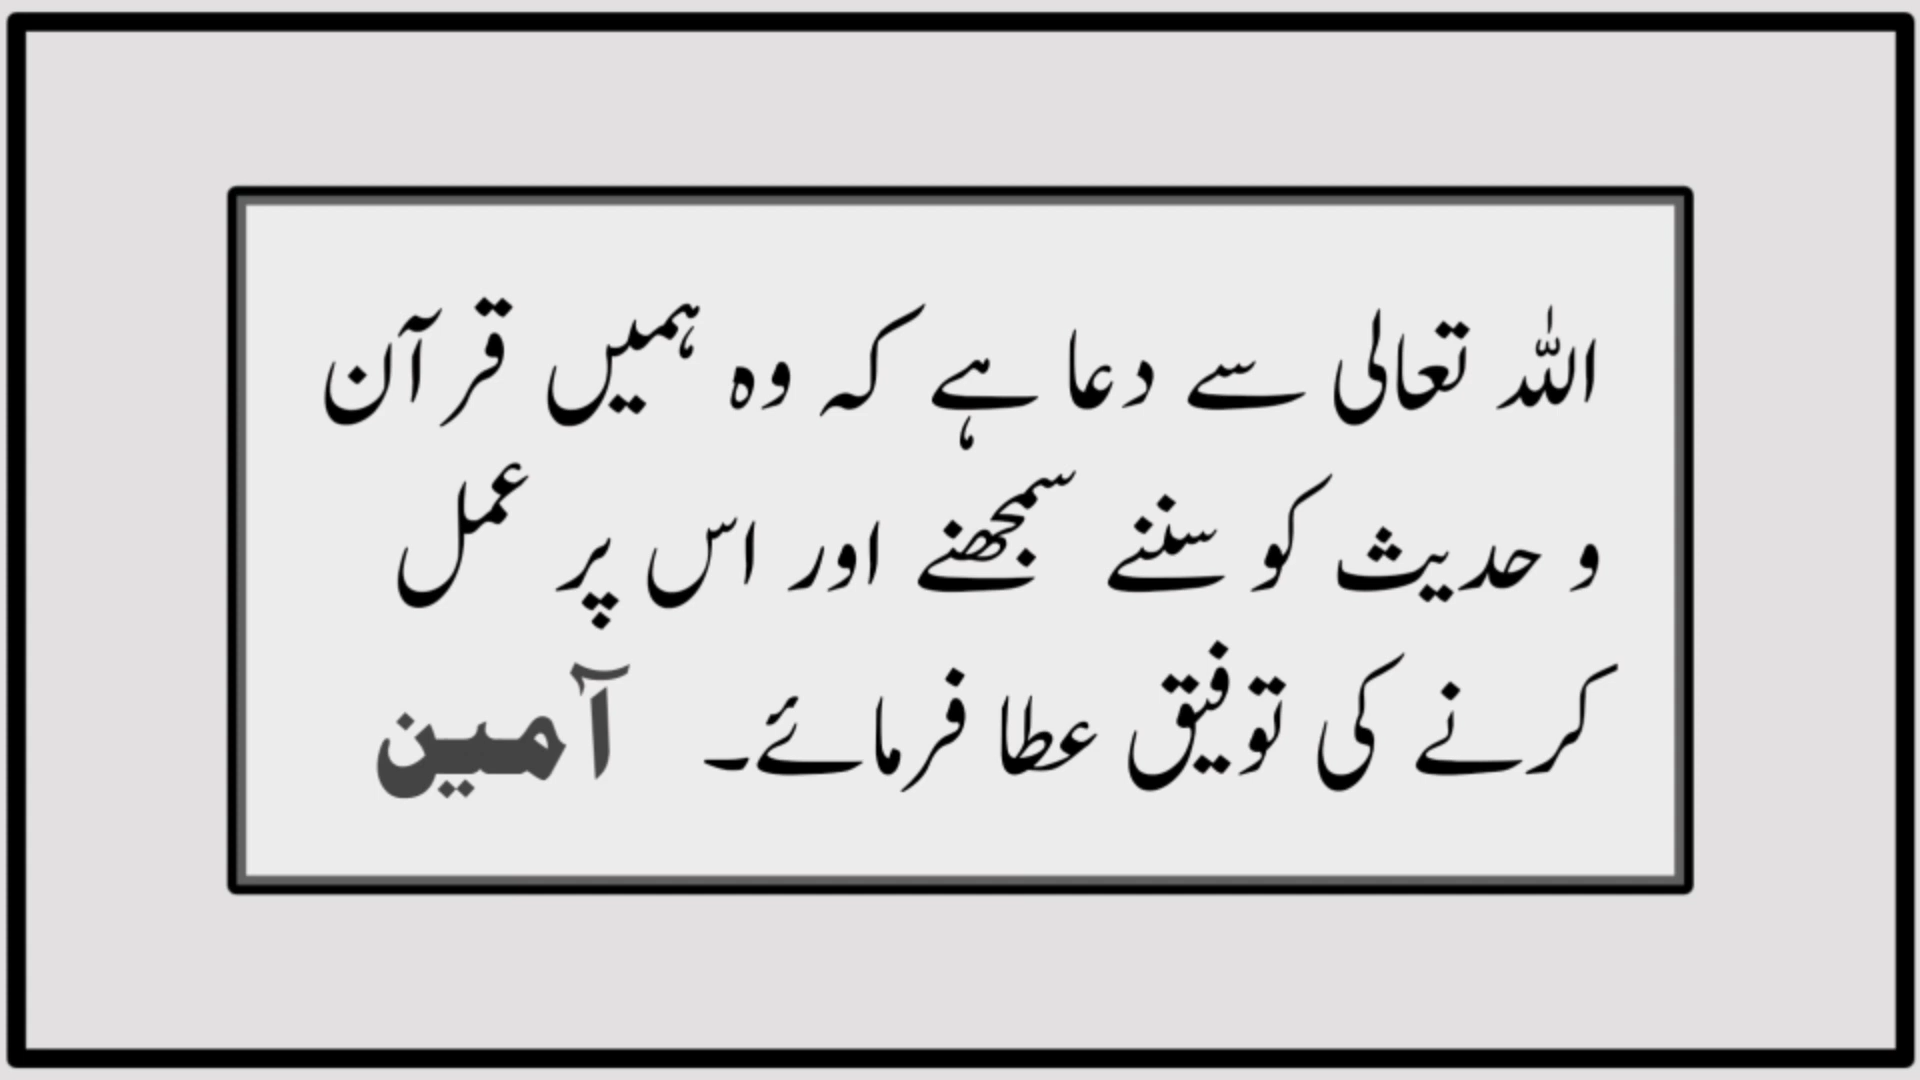 اللہ تعالی سے دعا ہے کہ وہ ہمیں قرآن
و حدیث کو سننے سمجھنے اور اس پر عمل
کرنے کی توفیق عطا فرمائے۔ آمین